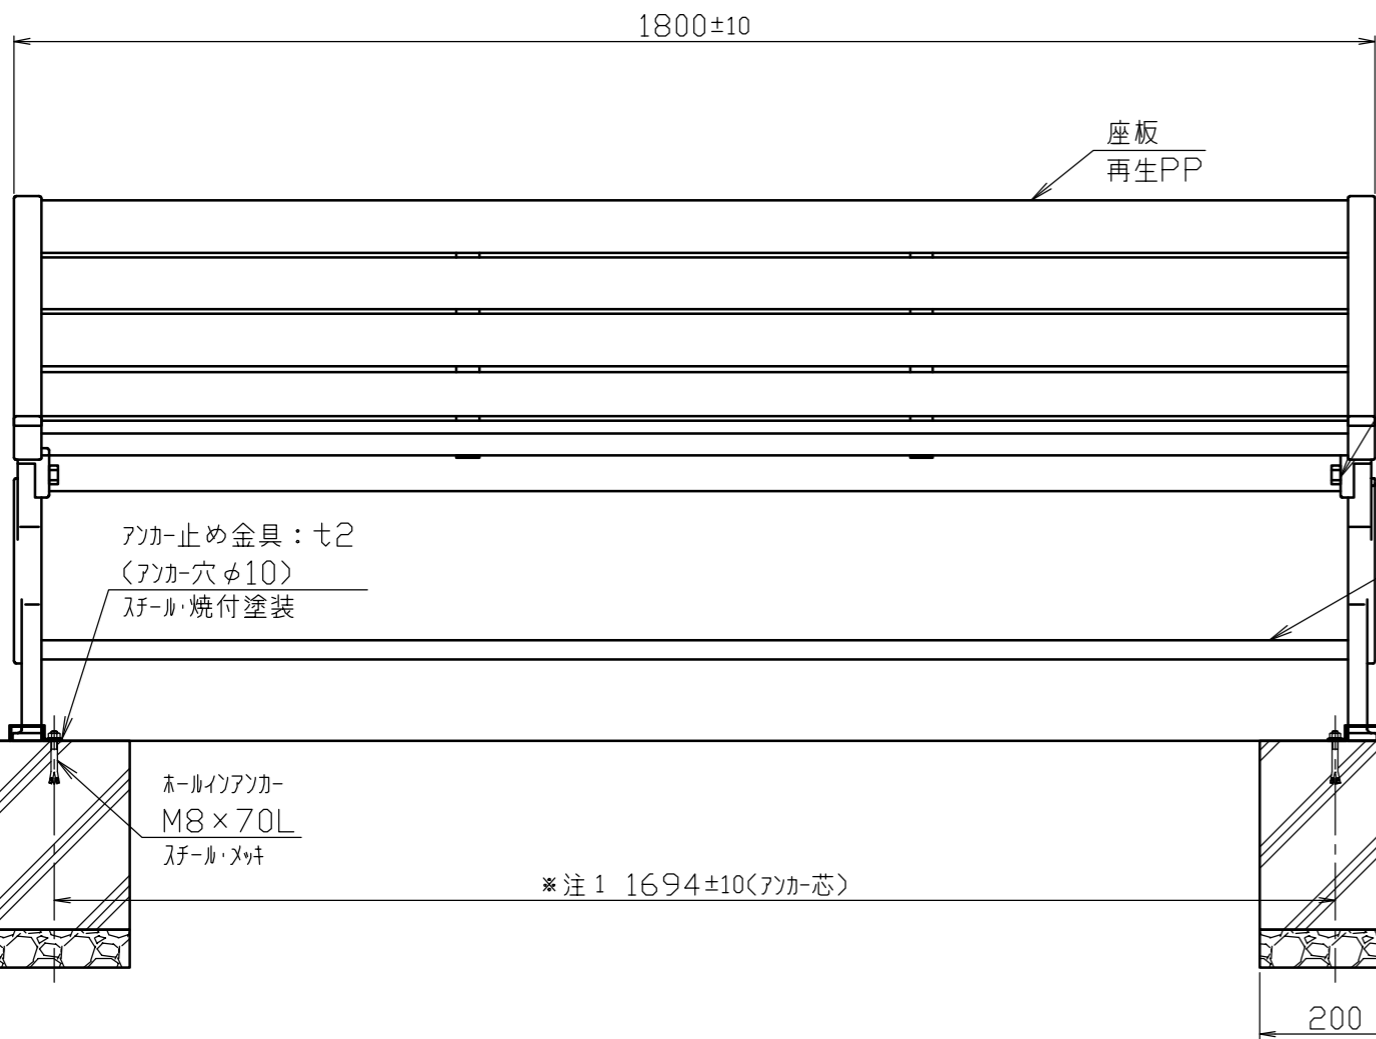 1800±10
座板
再生PP
アンカー止め金具：t2
（アンカー穴φ10）
スチール・焼付塗装
ホールインアンカー
M8×70L
スチール・メッキ
※注1 1694±10(アンカー芯)
200